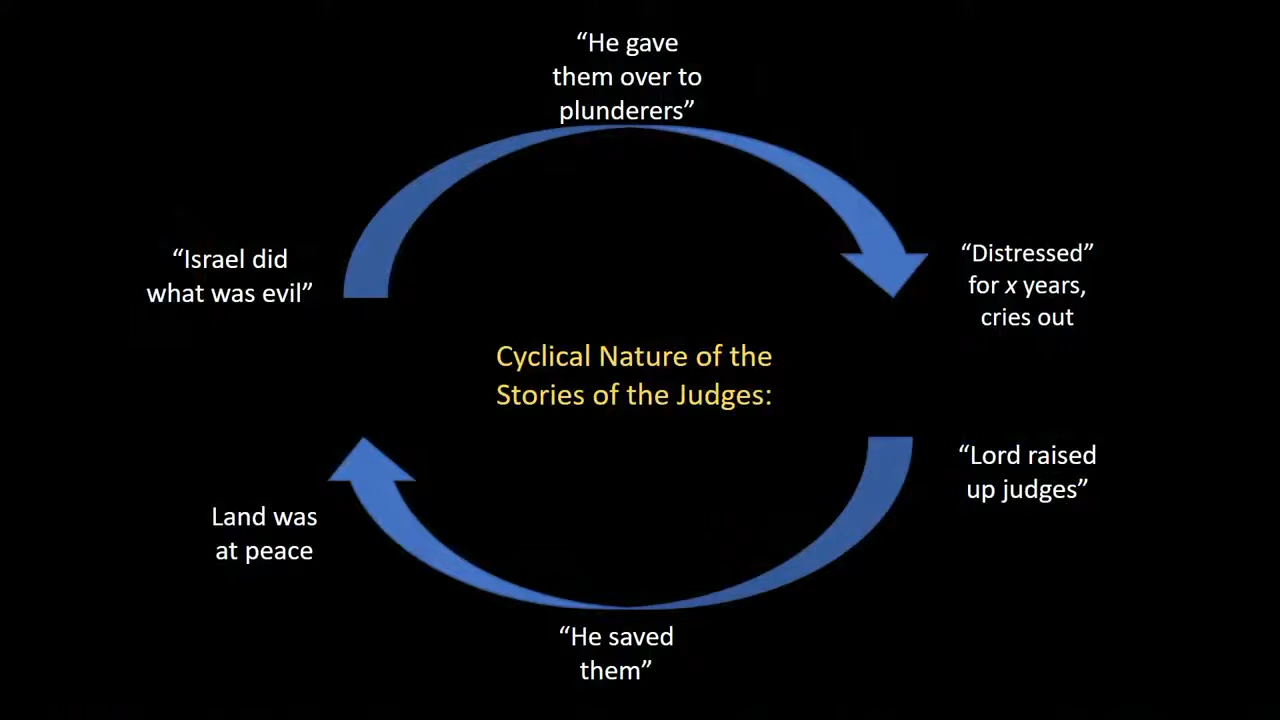 “He gave
them over to
plunderers”
“Israel did
what was evil”
“Distressed”
for x years,
cries out
Cyclical Nature of the
Stories of the Judges:
“Lord raised
up judges”
Land was
at peace
“He saved
them”